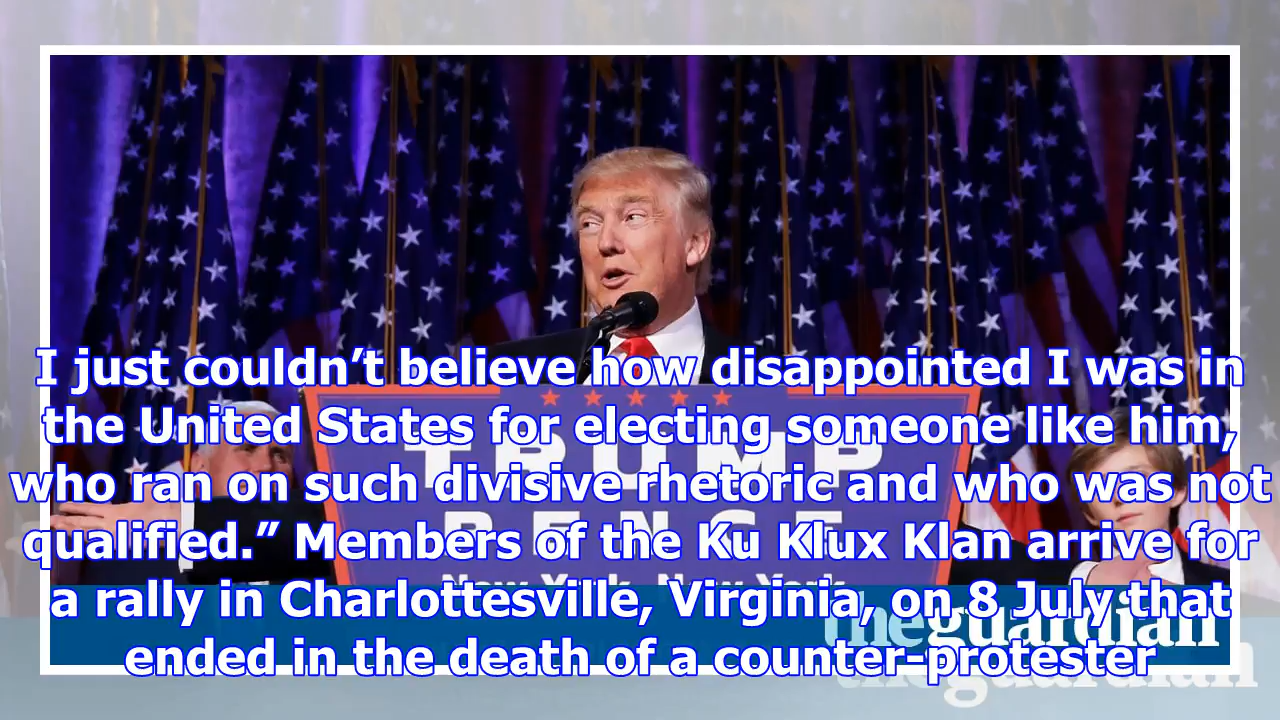 I just couldn’t believe how disappointed I was in
the United States for electing someone like him,
who ran on such divisive rhetoric and who was not
qualified.” Members of the Ku Klux Klan arrive for
a rally in Charlottesville, Virginia, on 8 July that
ended in the death of a counter-protester
TRUMP
PENCE
New York, New York
theguardian
theguardian